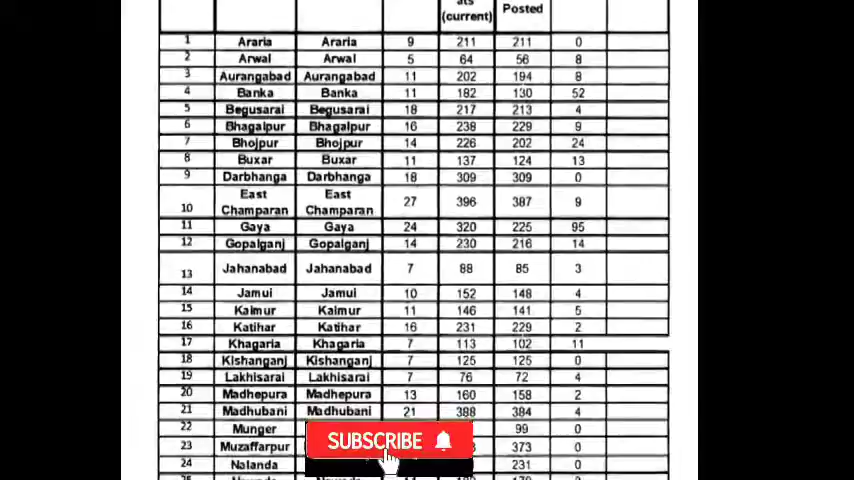 ats
(current) Posted
1 Araria Araria 9 211 211 0
2 Arwal Arwal 5 64 56 8
3 Aurangabad Aurangabad 11 202 194 8
4 Banka Banka 11 182 130 52
5 Begusarai Begusarai 18 217 213 4
6 Bhagalpur Bhagalpur 16 238 229 9
7 Bhojpur Bhojpur 14 226 202 24
8 Buxar Buxar 11 137 124 13
9 Darbhanga Darbhanga 18 309 309 0
10 East Champaran East Champaran 27 396 387 9
11 Gaya Gaya 24 320 225 95
12 Gopalganj Gopalganj 14 230 216 14
13 Jahanabad Jahanabad 7 88 85 3
14 Jamui Jamui 10 152 148 4
15 Kaimur Kaimur 11 146 141 5
16 Katihar Katihar 16 231 229 2
17 Khagaria Khagaria 7 113 102 11
18 Kishanganj Kishanganj 7 125 125 0
19 Lakhisarai Lakhisarai 7 76 72 4
20 Madhepura Madhepura 13 160 158 2
21 Madhubani Madhubani 21 388 384 4
22 Munger 99 0
23 Muzaffarpur 373 0
24 Nalanda 231 0
SUBSCRIBE